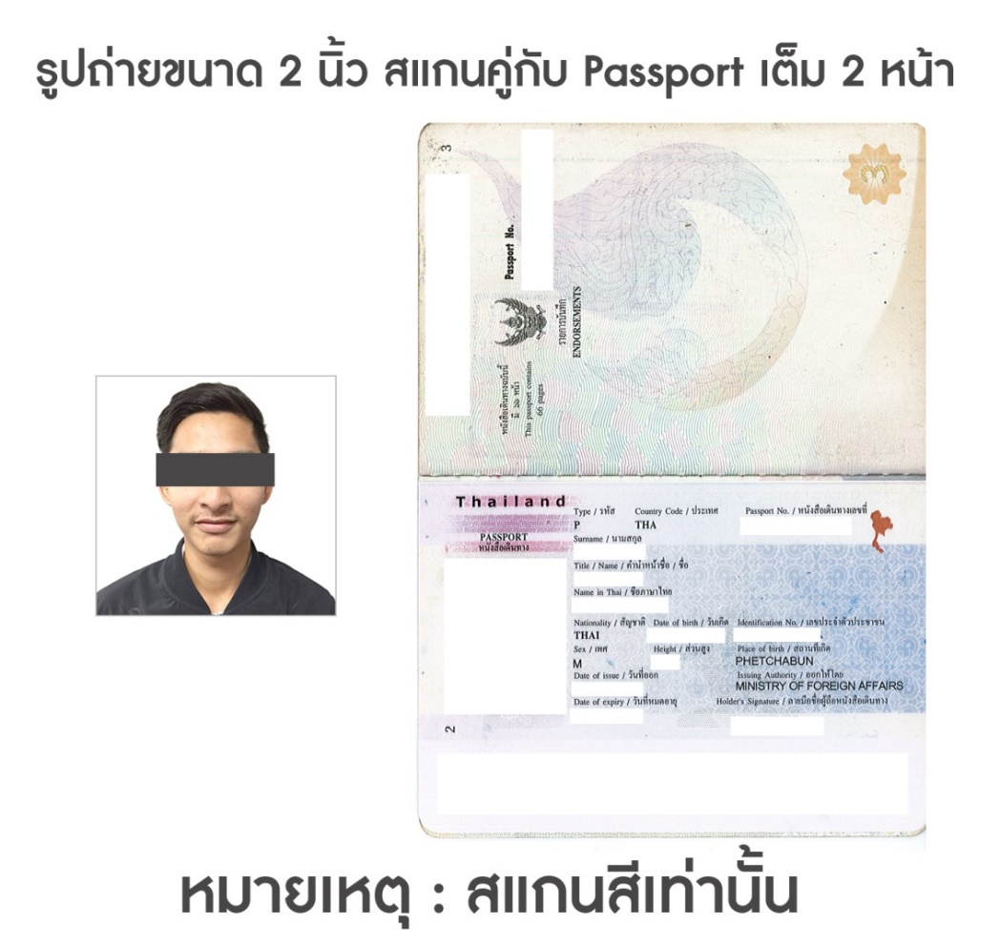 รูปถ่ายขนาด 2 นิ้ว สแกนคู่กับ Passport เต็ม 2 หน้า
3
Passport No.
รายการบันทึก
ENDORSEMENTS
หนังสือเดินทางฉบับนี้
มี ๖๖ หน้า
This passport contains
66 pages
Thailand
PASSPORT
หนังสือเดินทาง
Type / รหัส Country Code / ประเทศ Passport No. / หนังสือเดินทางเลขที่
P THA
Surname / นามสกุล
Title / Name / คำนำหน้าชื่อ / ชื่อ
Name in Thai / ชื่อภาษาไทย
Nationality / สัญชาติ Date of birth / วันเกิด Identification No. / เลขประจำตัวประชาชน
THAI
Sex / เพศ Height / ส่วนสูง Place of birth / สถานที่เกิด
M PHETCHABUN
Date of issue / วันที่ออก Issuing Authority / ออกให้โดย
MINISTRY OF FOREIGN AFFAIRS
Date of expiry / วันที่หมดอายุ Holder's Signature / ลายมือชื่อผู้ถือหนังสือเดินทาง
2
หมายเหตุ : สแกนสีเท่านั้น